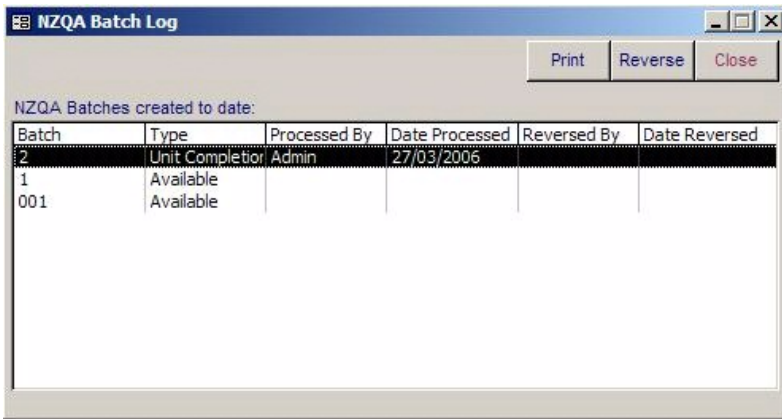 NZQA Batch Log
Print Reverse Close
NZQA Batches created to date:
Batch Type Processed By Date Processed Reversed By Date Reversed
2 Unit Completion Admin 27/03/2006
1 Available
001 Available